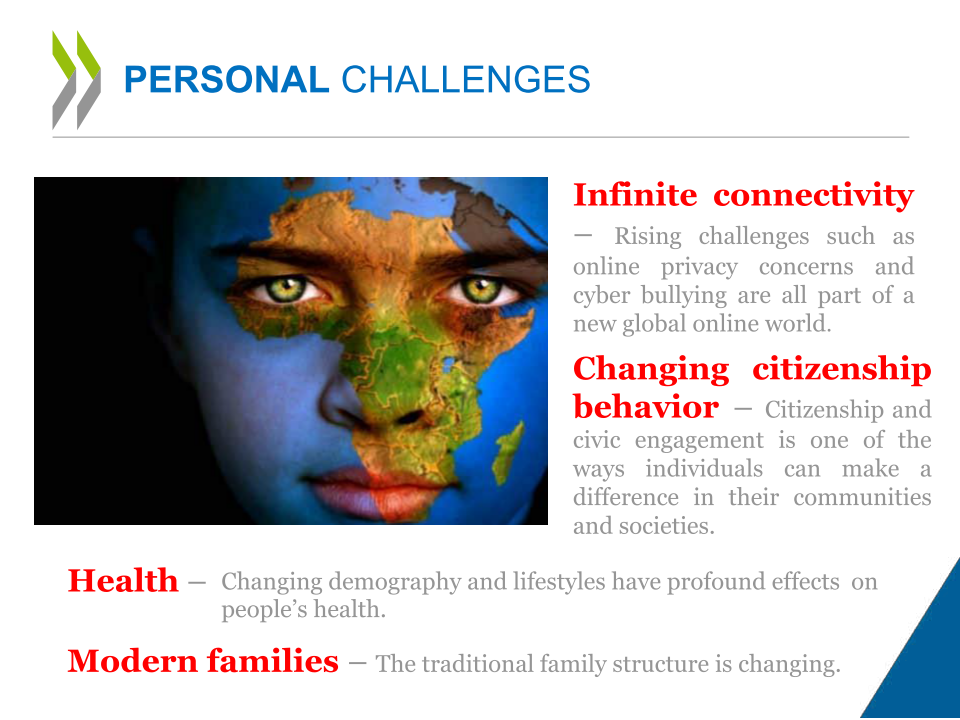 PERSONAL CHALLENGES
Infinite connectivity
– Rising challenges such as
online privacy concerns and
cyber bullying are all part of a
new global online world.
Changing citizenship
behavior – Citizenship and
civic engagement is one of the
ways individuals can make a
difference in their communities
and societies.
Health – Changing demography and lifestyles have profound effects on
people’s health.
Modern families – The traditional family structure is changing.